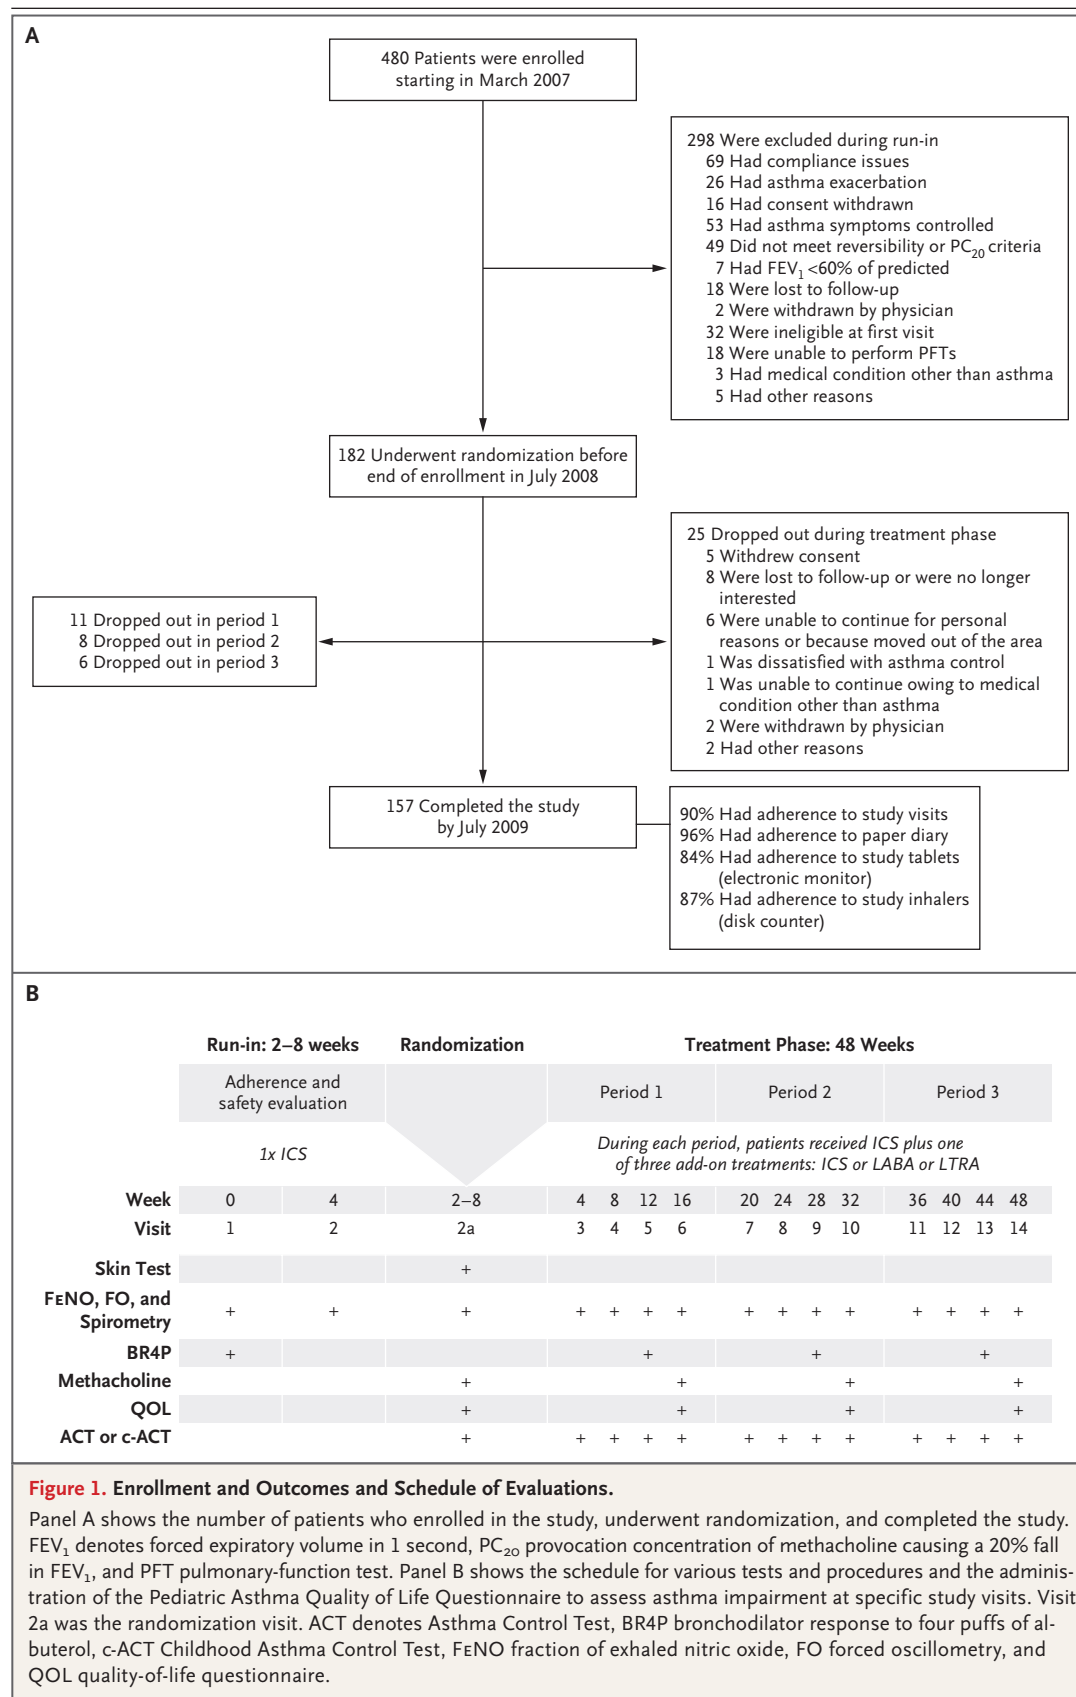 A
480 Patients were enrolled
starting in March 2007
298 Were excluded during run-in
69 Had compliance issues
26 Had asthma exacerbation
16 Had consent withdrawn
53 Had asthma symptoms controlled
49 Did not meet reversibility or PC20 criteria
7 Had FEV1 <60% of predicted
18 Were lost to follow-up
2 Were withdrawn by physician
32 Were ineligible at first visit
18 Were unable to perform PFTs
3 Had medical condition other than asthma
5 Had other reasons
182 Underwent randomization before
end of enrollment in July 2008
25 Dropped out during treatment phase
5 Withdrew consent
8 Were lost to follow-up or were no longer
interested
6 Were unable to continue for personal
reasons or because moved out of the area
1 Was dissatisfied with asthma control
1 Was unable to continue owing to medical
condition other than asthma
2 Were withdrawn by physician
2 Had other reasons
11 Dropped out in period 1
8 Dropped out in period 2
6 Dropped out in period 3
157 Completed the study
by July 2009
90% Had adherence to study visits
96% Had adherence to paper diary
84% Had adherence to study tablets
(electronic monitor)
87% Had adherence to study inhalers
(disk counter)
B
Run-in: 2–8 weeks Randomization Treatment Phase: 48 Weeks
Adherence and
safety evaluation
Period 1 Period 2 Period 3
1x ICS
During each period, patients received ICS plus one
of three add-on treatments: ICS or LABA or LTRA
Week 0 4 2–8 4 8 12 16 20 24 28 32 36 40 44 48
Visit 1 2 2a 3 4 5 6 7 8 9 10 11 12 13 14
Skin Test +
FENO, FO, and
Spirometry + + + + + + + + + + + + + + +
BR4P + + + +
Methacholine + + + +
QOL + + + +
ACT or c-ACT + + + + + + + + + + + + +
Figure 1. Enrollment and Outcomes and Schedule of Evaluations.
Panel A shows the number of patients who enrolled in the study, underwent randomization, and completed the study.
FEV1 denotes forced expiratory volume in 1 second, PC20 provocation concentration of methacholine causing a 20% fall
in FEV1, and PFT pulmonary-function test. Panel B shows the schedule for various tests and procedures and the adminis-
tration of the Pediatric Asthma Quality of Life Questionnaire to assess asthma impairment at specific study visits. Visit
2a was the randomization visit. ACT denotes Asthma Control Test, BR4P bronchodilator response to four puffs of al-
buterol, c-ACT Childhood Asthma Control Test, FENO fraction of exhaled nitric oxide, FO forced oscillometry, and
QOL quality-of-life questionnaire.